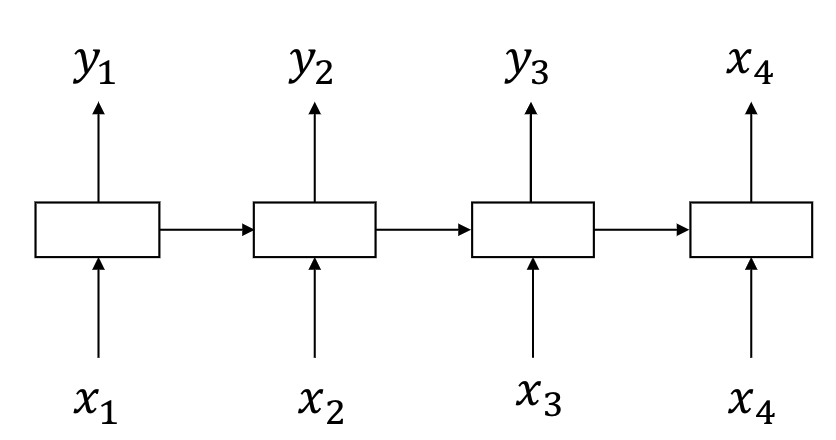 y₁ y₂ y₃ x₄
x₁ x₂ x₃ x₄